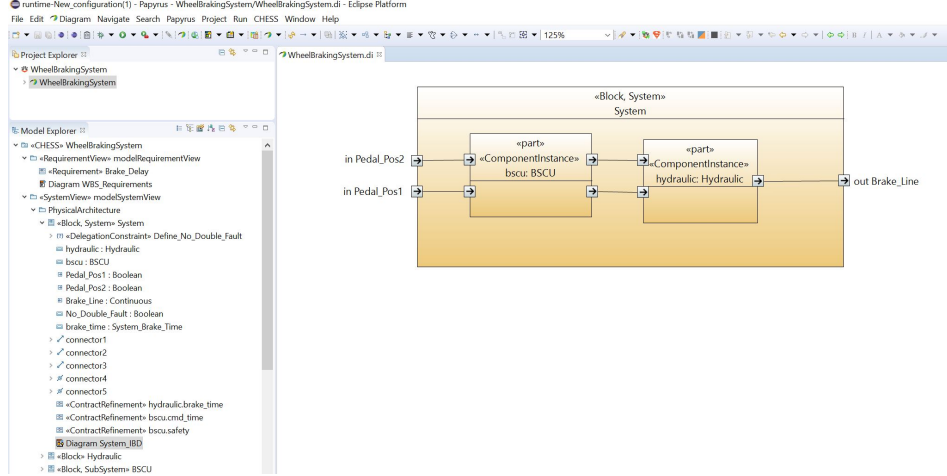 runtime-New_configuration(1) - Papyrus - WheelBrakingSystem/WheelBrakingSystem.di - Eclipse Platform
File Edit Diagram Navigate Search Papyrus Project Run CHESS Window Help
125%
Project Explorer
WheelBrakingSystem
WheelBrakingSystem
Model Explorer
«CHESS» WheelBrakingSystem
«RequirementView» modelRequirementView
«Requirement» Brake_Delay
Diagram WBS_Requirements
«SystemView» modelSystemView
PhysicalArchitecture
«Block, System» System
«DelegationConstraint» Define_No_Double_Fault
hydraulic : Hydraulic
bscu : BSCU
Pedal_Pos1 : Boolean
Pedal_Pos2 : Boolean
Brake_Line : Continuous
No_Double_Fault : Boolean
brake_time : System_Brake_Time
connector1
connector2
connector3
connector4
connector5
«ContractRefinement» hydraulic.brake_time
«ContractRefinement» bscu.cmd_time
«ContractRefinement» bscu.safety
Diagram System_IBD
«Block» Hydraulic
«Block, SubSystem» BSCU
WheelBrakingSystem.di
«Block, System»
System
in Pedal_Pos2
in Pedal_Pos1
«part»
«ComponentInstance»
bscu: BSCU
«part»
«ComponentInstance»
hydraulic: Hydraulic
out Brake_Line